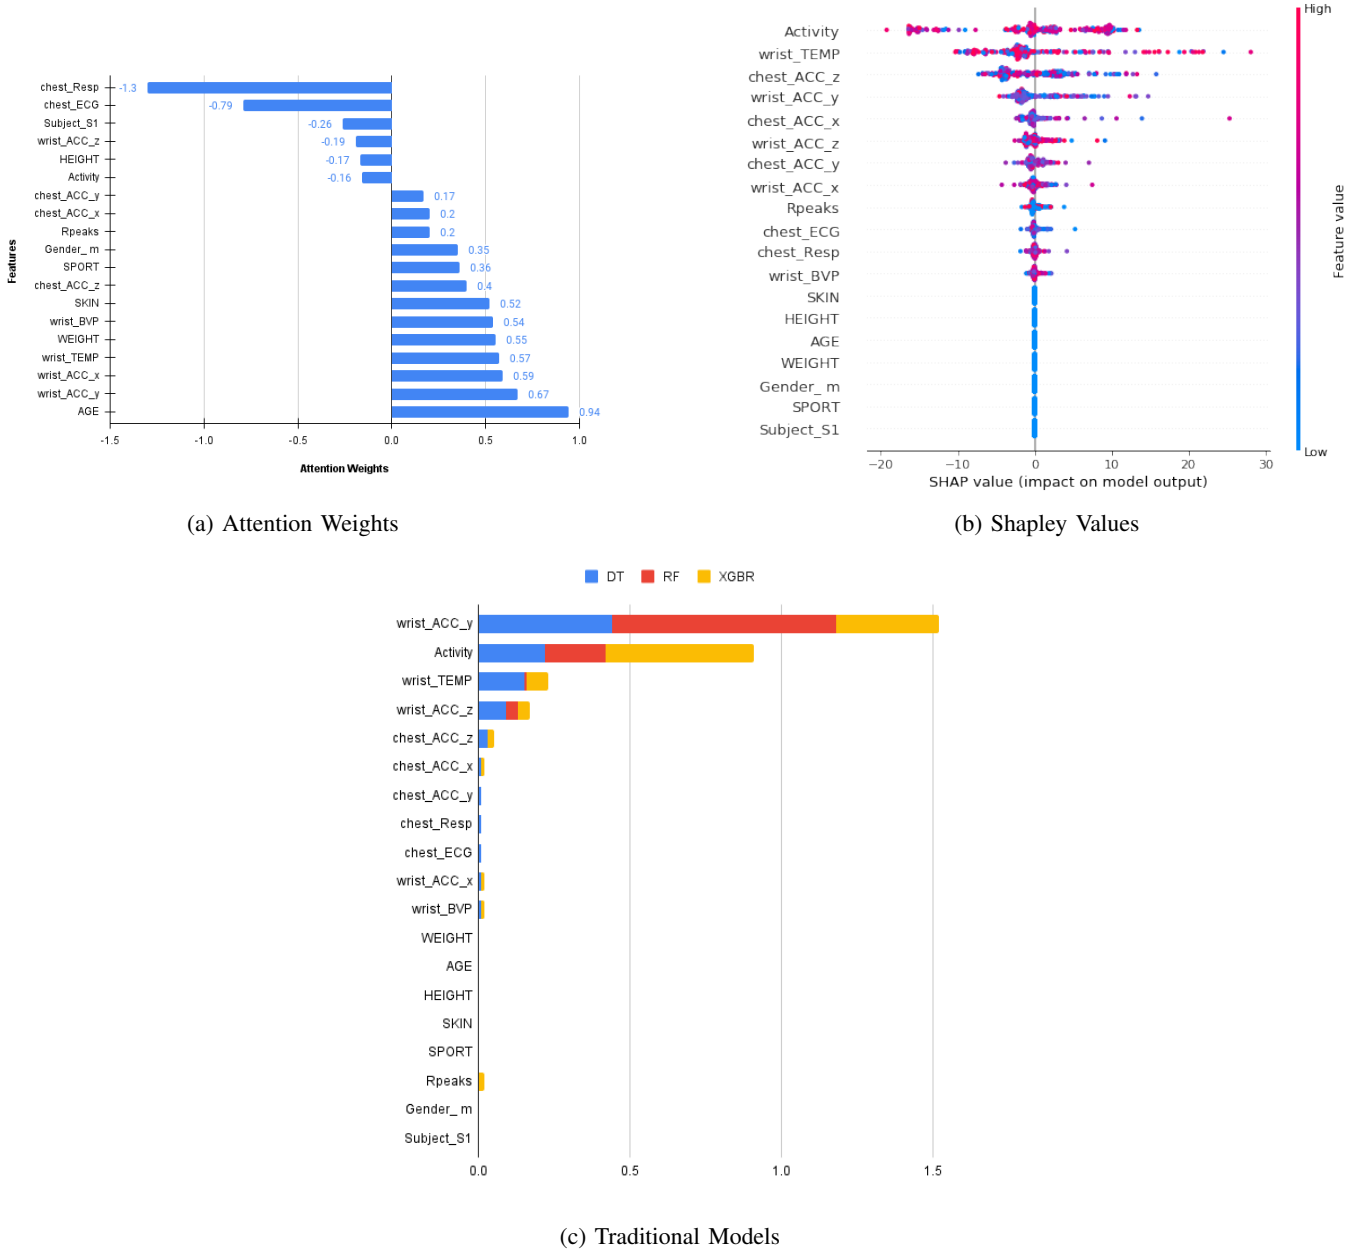 chest_Resp -1.3
chest_ECG -0.79
Subject_S1 -0.26
wrist_ACC_z -0.19
HEIGHT -0.17
Activity -0.16
chest_ACC_y 0.17
chest_ACC_x 0.2
Rpeaks 0.2
Gender_ m 0.35
SPORT 0.36
chest_ACC_z 0.4
SKIN 0.52
wrist_BVP 0.54
WEIGHT 0.55
wrist_TEMP 0.57
wrist_ACC_x 0.59
wrist_ACC_y 0.67
AGE 0.94
Features
-1.5 -1.0 -0.5 0.0 0.5 1.0
Attention Weights
(a) Attention Weights
High
Activity
wrist_TEMP
chest_ACC_z
wrist_ACC_y
chest_ACC_x
wrist_ACC_z
chest_ACC_y
wrist_ACC_x
Rpeaks
chest_ECG
chest_Resp
wrist_BVP
SKIN
HEIGHT
AGE
WEIGHT
Gender_ m
SPORT
Subject_S1
Feature value
Low
−20 −10 0 10 20 30
SHAP value (impact on model output)
(b) Shapley Values
DT RF XGBR
wrist_ACC_y
Activity
wrist_TEMP
wrist_ACC_z
chest_ACC_z
chest_ACC_x
chest_ACC_y
chest_Resp
chest_ECG
wrist_ACC_x
wrist_BVP
WEIGHT
AGE
HEIGHT
SKIN
SPORT
Rpeaks
Gender_ m
Subject_S1
0.0 0.5 1.0 1.5
(c) Traditional Models